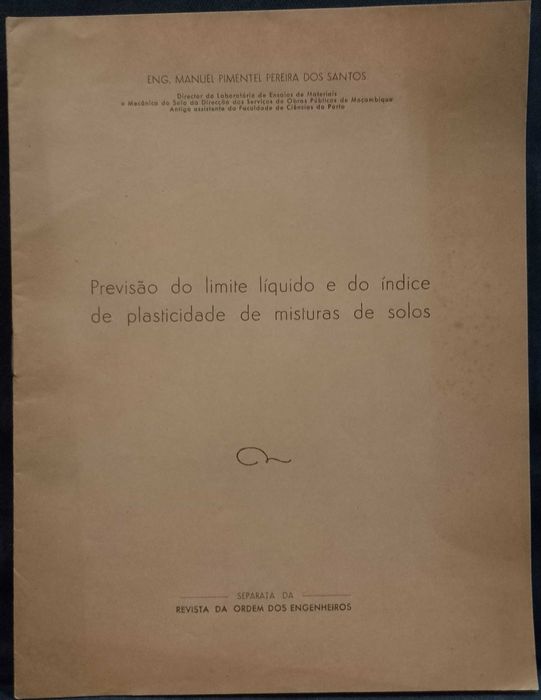 ENG. MANUEL PIMENTEL PEREIRA DOS SANTOS
Director do Laboratório de Ensaios de Materiais
e Mecânica do Solo da Direcção dos Serviços de Obras Públicas de Moçambique
Antigo assistente da Faculdade de Ciências do Porto
Previsão do limite líquido e do índice
de plasticidade de misturas de solos
SEPARATA DA
REVISTA DA ORDEM DOS ENGENHEIROS